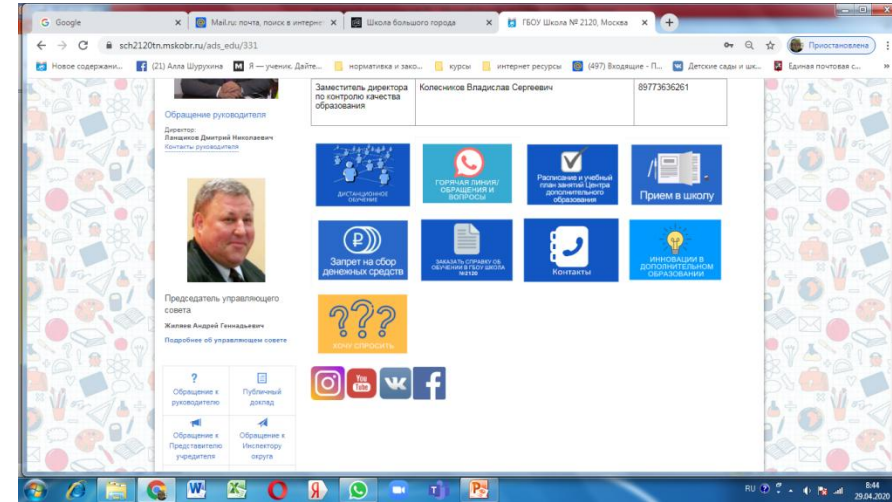 Google
Mail.ru: почта, поиск в интернет
Школа большого города
ГБОУ Школа № 2120, Москва
sch2120tn.mskobr.ru/ads_edu/331
Приостановлена
Новое содержани...
(21) Алла Шурухина
Я — ученик. Дайте...
нормативка и зако...
курсы
интернет ресурсы
(497) Входящие - П...
Детские сады и шк...
Единая почтовая с...
Обращение руководителя
Директор:
Панциков Дмитрий Николаевич
Контакты руководителя
Председатель управляющего
совета
Жиляев Андрей Геннадьевич
Подробнее об управляющем совете
?
Обращение к
руководителю
Публичный
доклад
Обращение к
Представителю
учредителя
Обращение к
Инспектору
округа
Заместитель директора
по контролю качества
образования
Колесников Владислав Сергеевич
89773636261
ДИСТАНЦИОННОЕ
ОБУЧЕНИЕ
ГОРЯЧАЯ ЛИНИЯ/
ОБРАЩЕНИЯ И
ВОПРОСЫ
Расписание и учебный
план занятий Центра
дополнительного
образования
Прием в школу
Запрет на сбор
денежных средств
ЗАКАЗАТЬ СПРАВКУ ОБ
ОБУЧЕНИИ В ГБОУ ШКОЛА
№2120
Контакты
ИННОВАЦИИ В
ДОПОЛНИТЕЛЬНОМ
ОБРАЗОВАНИИ
???
ХОЧУ СПРОСИТЬ
You
Tube
RU
8:44
29.04.2020